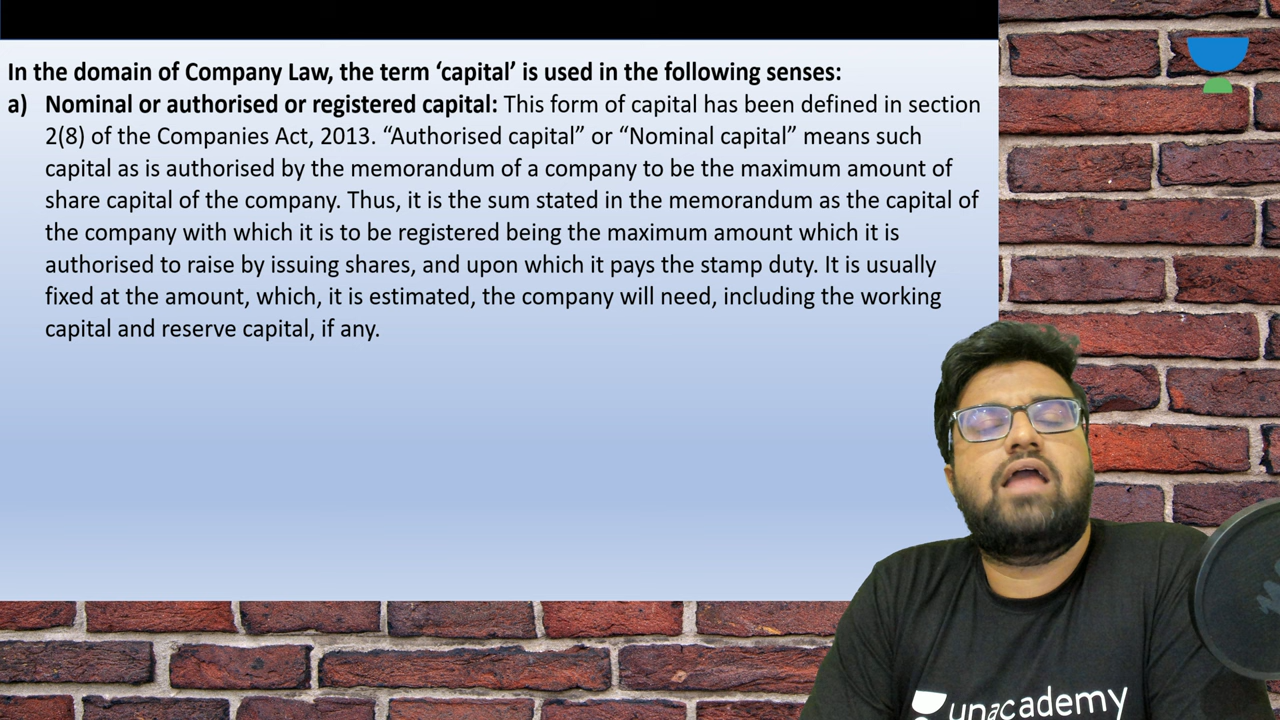 In the domain of Company Law, the term ‘capital’ is used in the following senses:
a) Nominal or authorised or registered capital: This form of capital has been defined in section
2(8) of the Companies Act, 2013. “Authorised capital” or “Nominal capital” means such
capital as is authorised by the memorandum of a company to be the maximum amount of
share capital of the company. Thus, it is the sum stated in the memorandum as the capital of
the company with which it is to be registered being the maximum amount which it is
authorised to raise by issuing shares, and upon which it pays the stamp duty. It is usually
fixed at the amount, which, it is estimated, the company will need, including the working
capital and reserve capital, if any.
unacademy